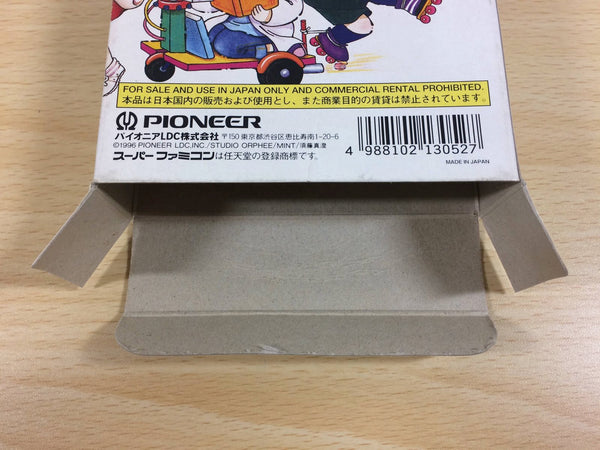 FOR SALE AND USE IN JAPAN ONLY AND COMMERCIAL RENTAL PROHIBITED.
本品は日本国内の販売および使用とし、また商業目的の賃貸は禁止されています。
PIONEER
パイオニアLDC株式会社 〒150 東京都渋谷区恵比寿南1-20-6
©1996 PIONEER LDC,INC/STUDIO ORPHEE/MINT/須藤真澄
スーパーファミコンは任天堂の登録商標です。
4 988102 130527
MADE IN JAPAN